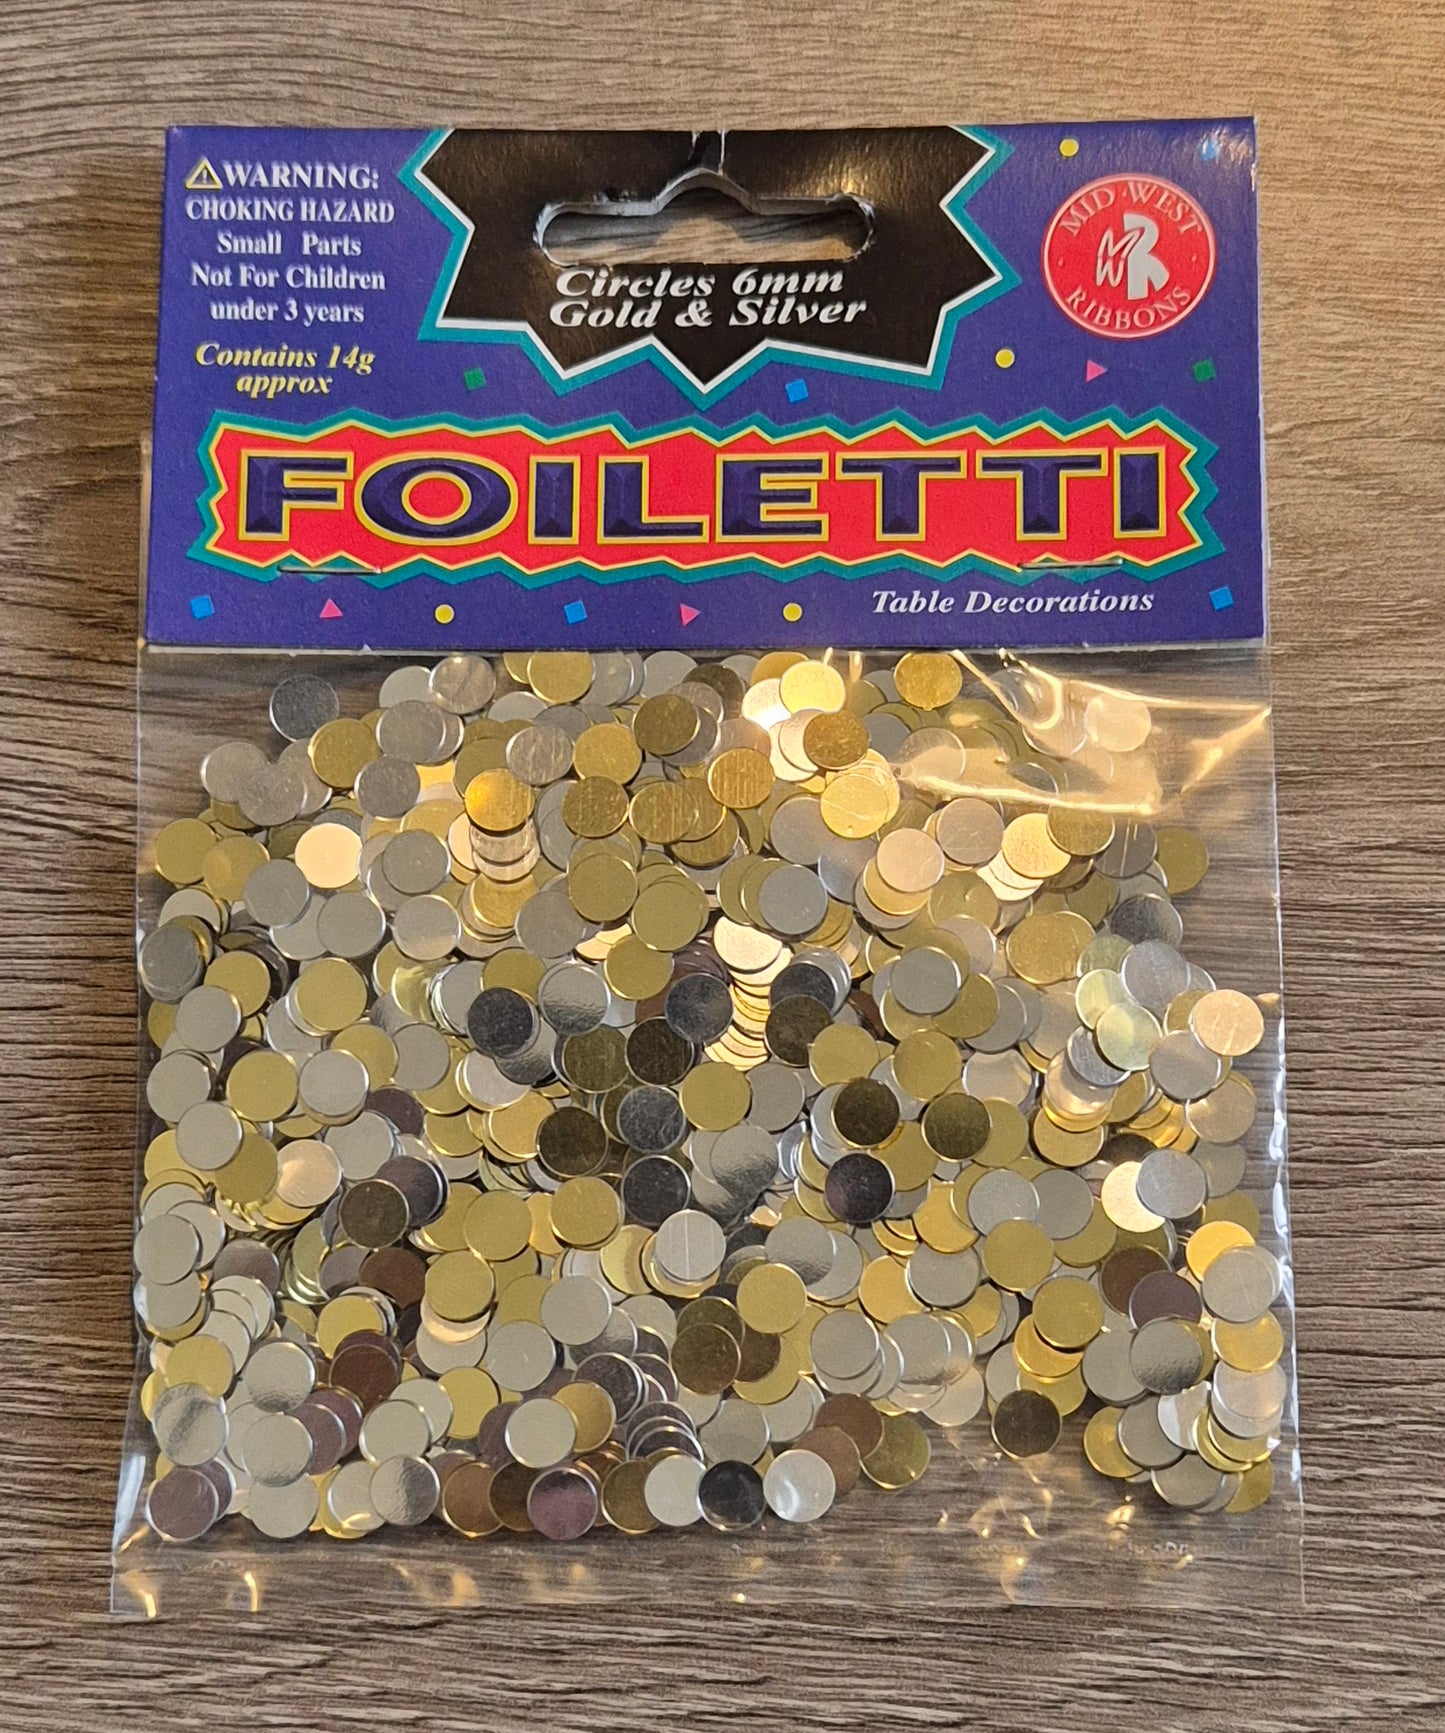 WARNING:
CHOKING HAZARD
Small Parts
Not For Children
under 3 years
Contains 14g
approx
Circles 6mm
Gold & Silver
MID-WEST
MWR
RIBBONS
FOILETTI
Table Decorations